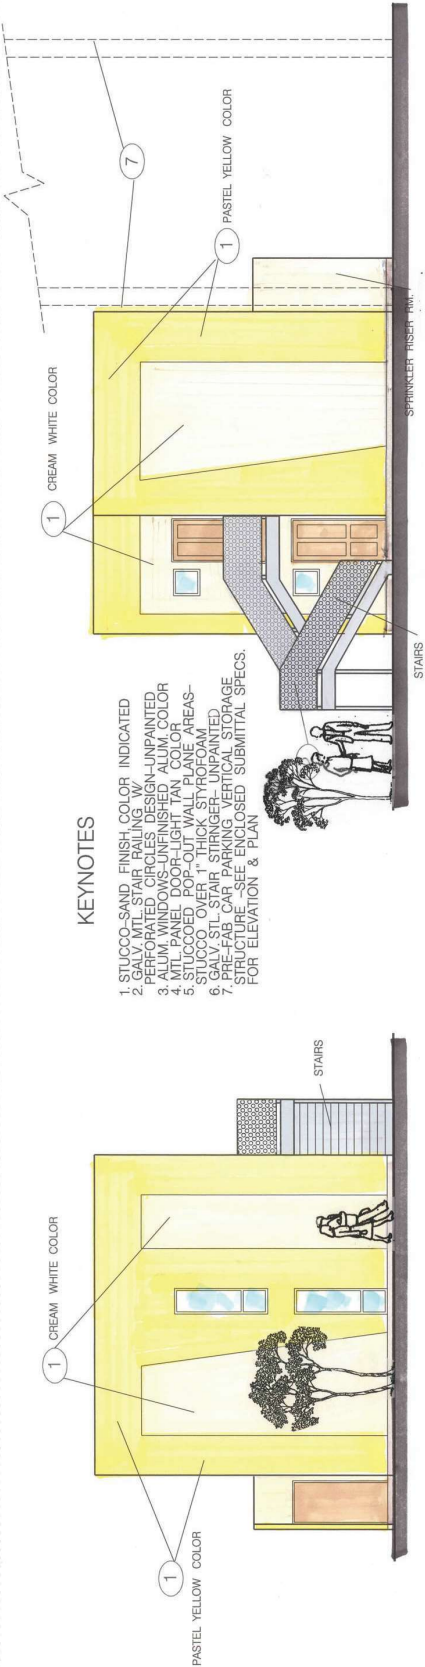 PASTEL YELLOW COLOR
1
1
CREAM WHITE COLOR
STAIRS
KEYNOTES
1. STUCCO-SAND FINISH, COLOR INDICATED
2. GALV. MTL. STAIR RAILING W/
PERFORATED CIRCLES DESIGN-UNPAINTED
3. ALUM. WINDOWS-UNFINISHED ALUM. COLOR
4. MTL. PANEL DOOR-LIGHT TAN COLOR
5. STUCCOED POP-OUT WALL PLANE AREAS-
STUCCO OVER 1" THICK STYROFOAM
6. GALV. STL. STAIR STIRNGER- UNPAINTED
7. PRE-FAB CAR PARKING VERTICAL STORAGE
STRUCTURE -SEE ENCLOSED SUBMITTAL SPECS.
FOR ELEVATION & PLAN
1
CREAM WHITE COLOR
STAIRS
1
PASTEL YELLOW COLOR
7
SPRINKLER RISER RM.